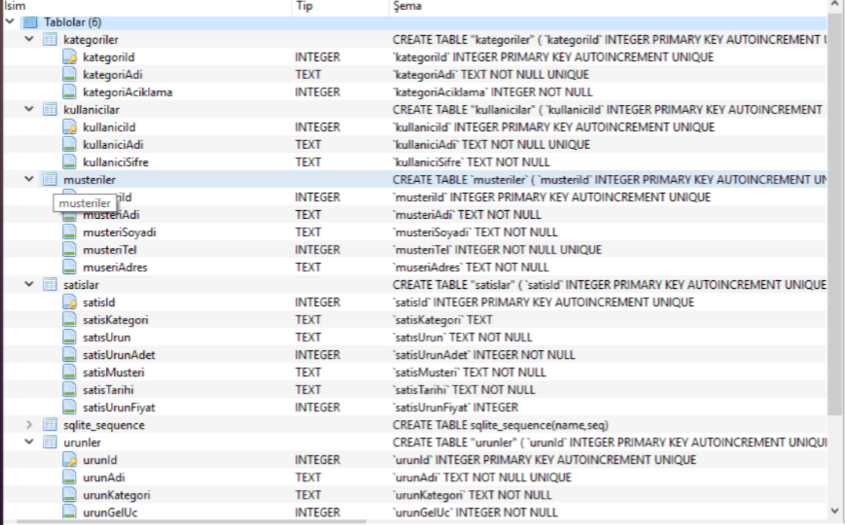 İsim Tip Şema
Tablolar (6)
kategoriler CREATE TABLE "kategoriler" ( `kategoriId` INTEGER PRIMARY KEY AUTOINCREMENT U
kategoriId INTEGER `kategoriId` INTEGER PRIMARY KEY AUTOINCREMENT UNIQUE
kategoriAdi TEXT `kategoriAdi` TEXT NOT NULL UNIQUE
kategoriAciklama INTEGER `kategoriAciklama` INTEGER NOT NULL
kullanicilar CREATE TABLE "kullanicilar" ( `kullaniciId` INTEGER PRIMARY KEY AUTOINCREMENT
kullaniciId INTEGER `kullaniciId` INTEGER PRIMARY KEY AUTOINCREMENT UNIQUE
kullaniciAdi TEXT `kullaniciAdi` TEXT NOT NULL UNIQUE
kullaniciSifre TEXT `kullaniciSifre` TEXT NOT NULL
musteriler CREATE TABLE `musteriler` ( `musteriId` INTEGER PRIMARY KEY AUTOINCREMENT UN
musteriler INTEGER `musteriId` INTEGER PRIMARY KEY AUTOINCREMENT UNIQUE
musteriAdi TEXT `musteriAdi` TEXT NOT NULL
musteriSoyadi TEXT `musteriSoyadi` TEXT NOT NULL
musteriTel INTEGER `musteriTel` INTEGER NOT NULL UNIQUE
museriAdres TEXT `museriAdres` TEXT NOT NULL
satislar CREATE TABLE "satislar" ( `satisId` INTEGER PRIMARY KEY AUTOINCREMENT UNIQUE
satisId INTEGER `satisId` INTEGER PRIMARY KEY AUTOINCREMENT UNIQUE
satisKategori TEXT `satisKategori` TEXT
satısUrun TEXT `satısUrun` TEXT NOT NULL
satisUrunAdet INTEGER `satisUrunAdet` INTEGER NOT NULL
satisMusteri TEXT `satisMusteri` TEXT NOT NULL
satisTarihi TEXT `satisTarihi` TEXT NOT NULL
satisUrunFiyat INTEGER `satisUrunFiyat` INTEGER
sqlite_sequence CREATE TABLE sqlite_sequence(name,seq)
urunler CREATE TABLE "urunler" ( `urunId` INTEGER PRIMARY KEY AUTOINCREMENT UNIQUI
urunId INTEGER `urunId` INTEGER PRIMARY KEY AUTOINCREMENT UNIQUE
urunAdi TEXT `urunAdi` TEXT NOT NULL UNIQUE
urunKategori TEXT `urunKategori` TEXT NOT NULL
urunGelUc INTEGER `urunGelUc` INTEGER NOT NULL